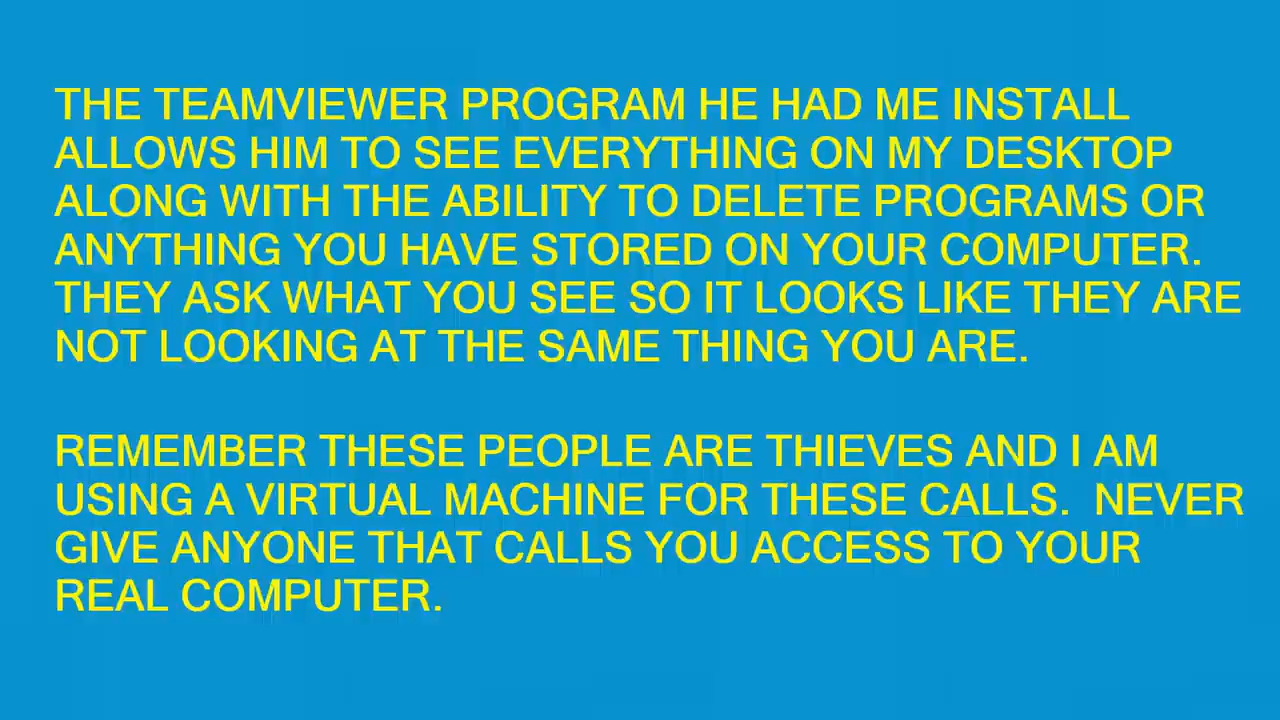 THE TEAMVIEWER PROGRAM HE HAD ME INSTALL
ALLOWS HIM TO SEE EVERYTHING ON MY DESKTOP
ALONG WITH THE ABILITY TO DELETE PROGRAMS OR
ANYTHING YOU HAVE STORED ON YOUR COMPUTER.
THEY ASK WHAT YOU SEE SO IT LOOKS LIKE THEY ARE
NOT LOOKING AT THE SAME THING YOU ARE.
REMEMBER THESE PEOPLE ARE THIEVES AND I AM
USING A VIRTUAL MACHINE FOR THESE CALLS.  NEVER
GIVE ANYONE THAT CALLS YOU ACCESS TO YOUR
REAL COMPUTER.